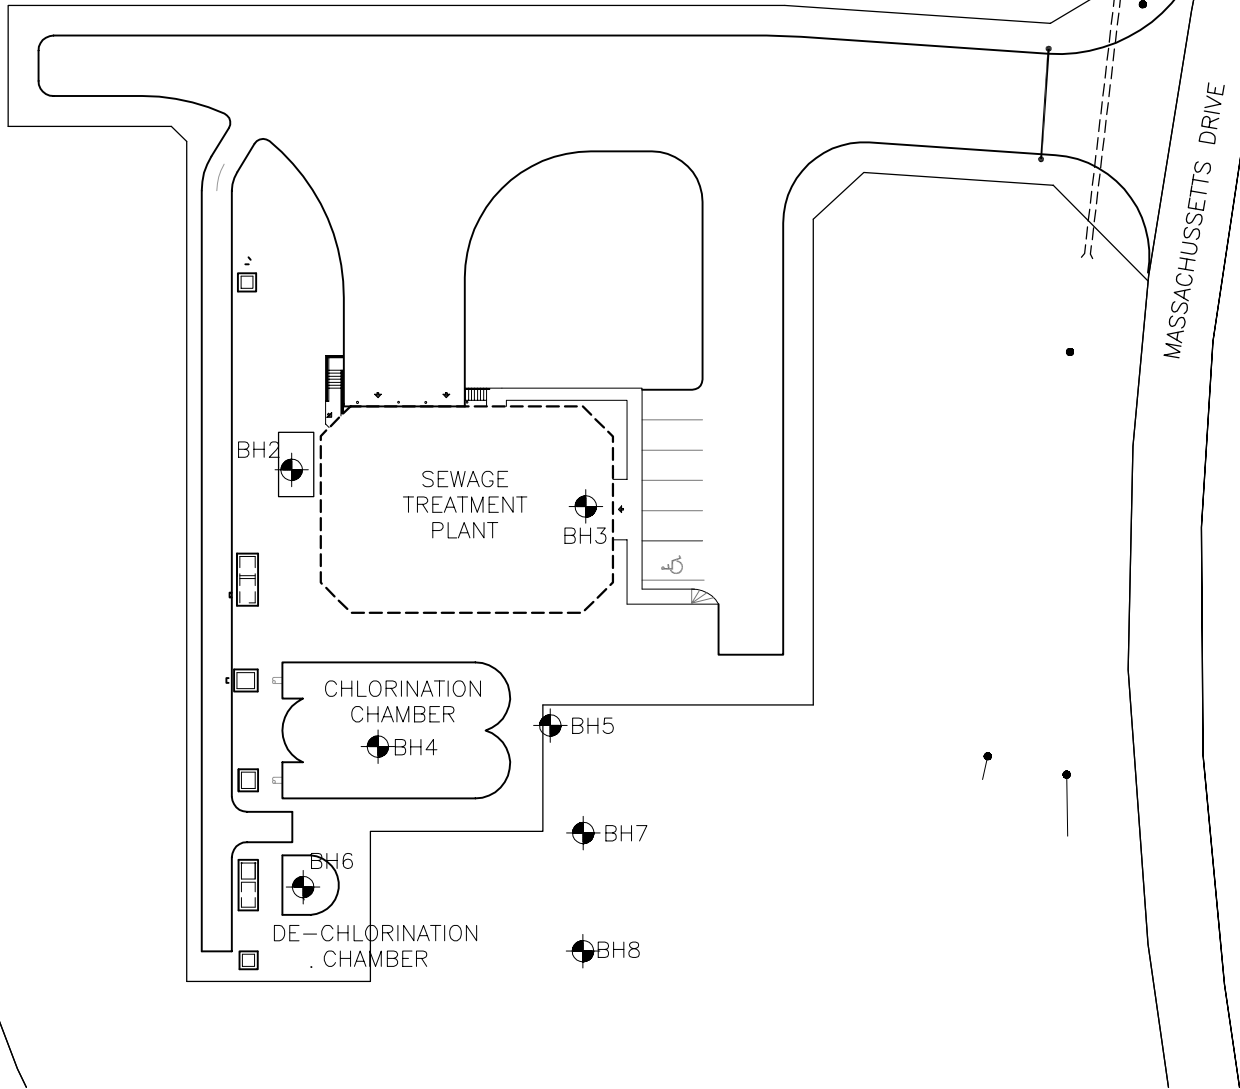 MASSACHUSSETTS DRIVE
BH2
SEWAGE
TREATMENT
PLANT
BH3
CHLORINATION
CHAMBER
BH4
BH5
BH7
BH6
DE-CHLORINATION
CHAMBER
BH8